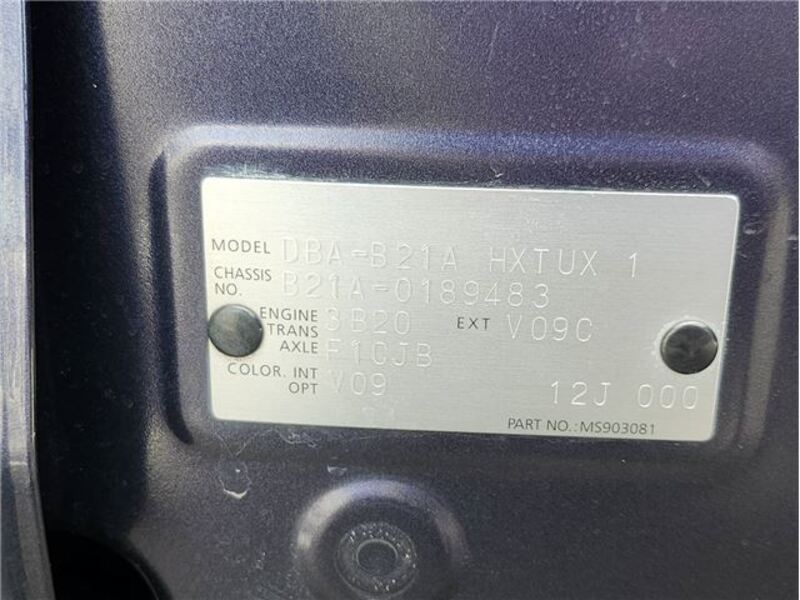 MODEL DBA-B21A HXTUX 1
CHASSIS NO. B21A-0189483
ENGINE 3B20 EXT V09C
TRANS AXLE F1CJB
COLOR. INT V09
OPT 12J 000
PART NO.:MS903081